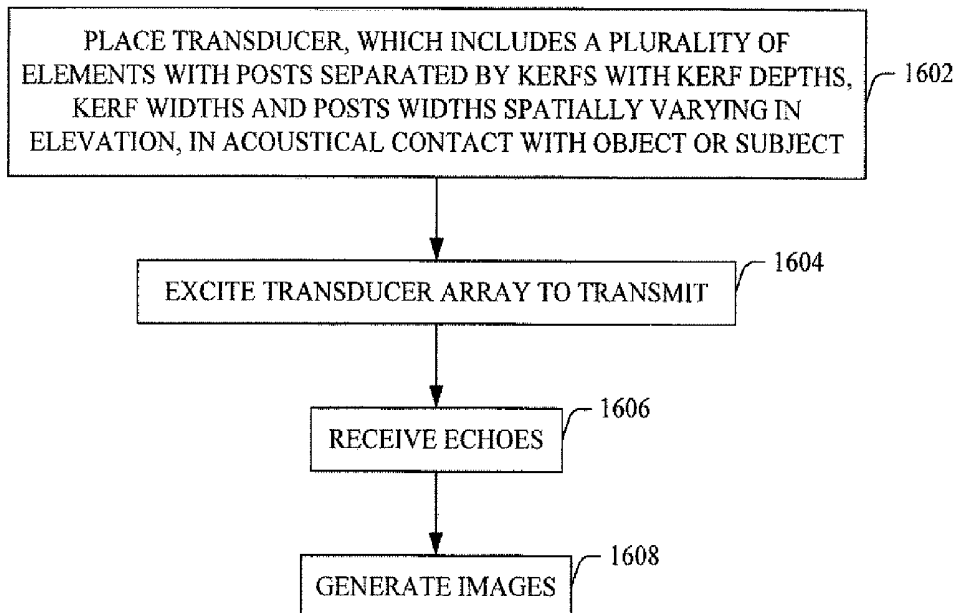 PLACE TRANSDUCER, WHICH INCLUDES A PLURALITY OF
ELEMENTS WITH POSTS SEPARATED BY KERFS WITH KERF DEPTHS,
KERF WIDTHS AND POSTS WIDTHS SPATIALLY VARYING IN
ELEVATION, IN ACOUSTICAL CONTACT WITH OBJECT OR SUBJECT
1602
EXCITE TRANSDUCER ARRAY TO TRANSMIT
1604
RECEIVE ECHOES
1606
GENERATE IMAGES
1608